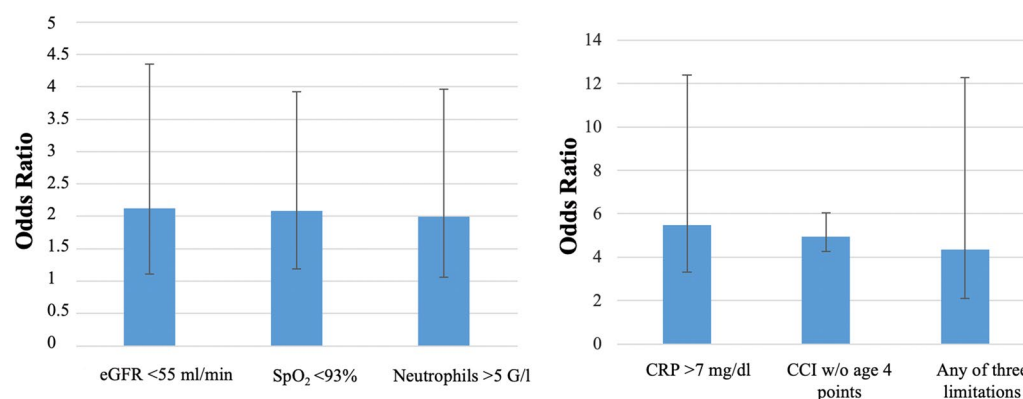 Odds Ratio
5
4.5
4
3.5
3
2.5
2
1.5
1
0.5
0
eGFR <55 ml/min
SpO₂ <93%
Neutrophils >5 G/l
Odds Ratio
14
12
10
8
6
4
2
0
CRP >7 mg/dl
CCI w/o age 4
points
Any of three
limitations